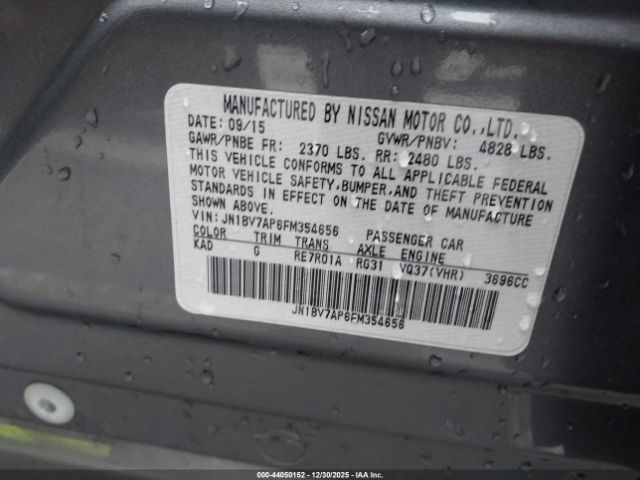 MANUFACTURED BY NISSAN MOTOR CO.,LTD.
DATE: 09/15 GVWR/PNBV: 4828 LBS.
GAWR/PNBE FR: 2370 LBS. RR: 2480 LBS.
THIS VEHICLE CONFORMS TO ALL APPLICABLE FEDERAL
MOTOR VEHICLE SAFETY,BUMPER,AND THEFT PREVENTION
STANDARDS IN EFFECT ON THE DATE OF MANUFACTURE
SHOWN ABOVE.
VIN: JN1BV7AP6FM354656 PASSENGER CAR
COLOR TRIM TRANS AXLE ENGINE
KAD G RE7R01A RG31 VQ37(VHR) 3696CC
JN1BV7AP6FM354656
000-44050152 - 12/30/2025 - IAAI, Inc.